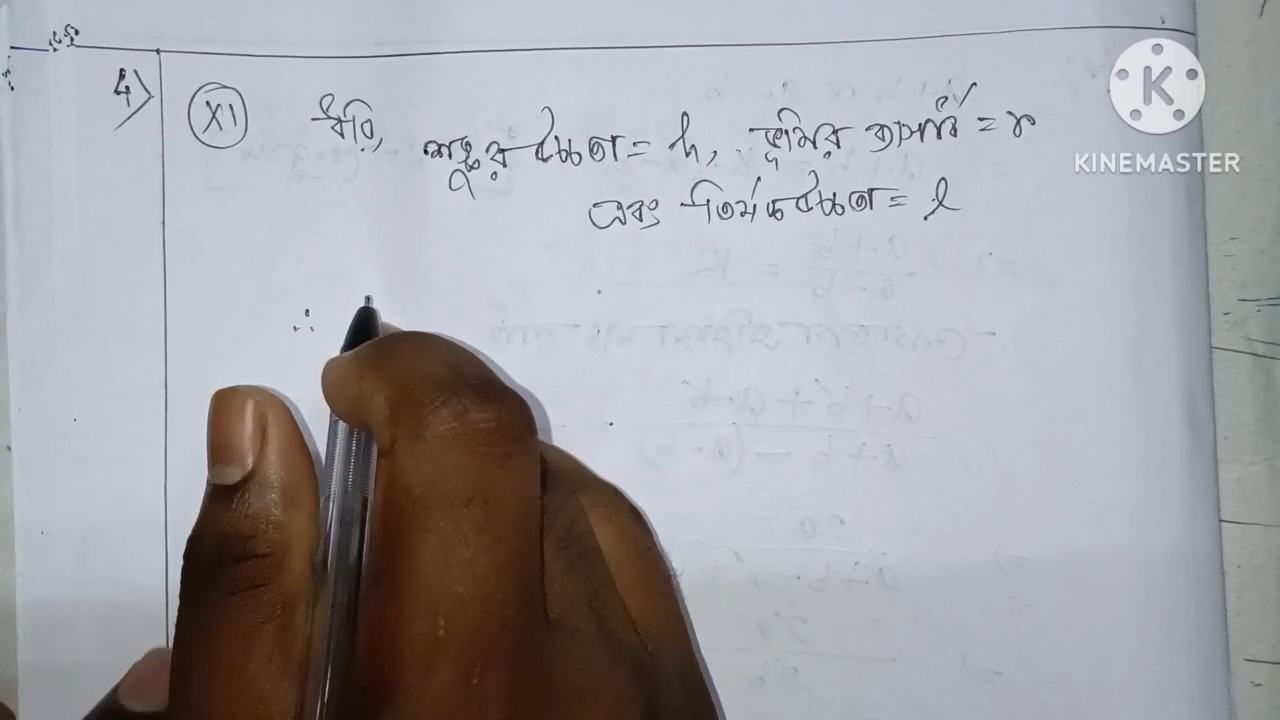 4) (XI) ধরি, শঙ্কুর উচ্চতা = h, ভূমির ব্যাসার্ধ = r
এবং তির্যক উচ্চতা = l
∴
K
KINEMASTER